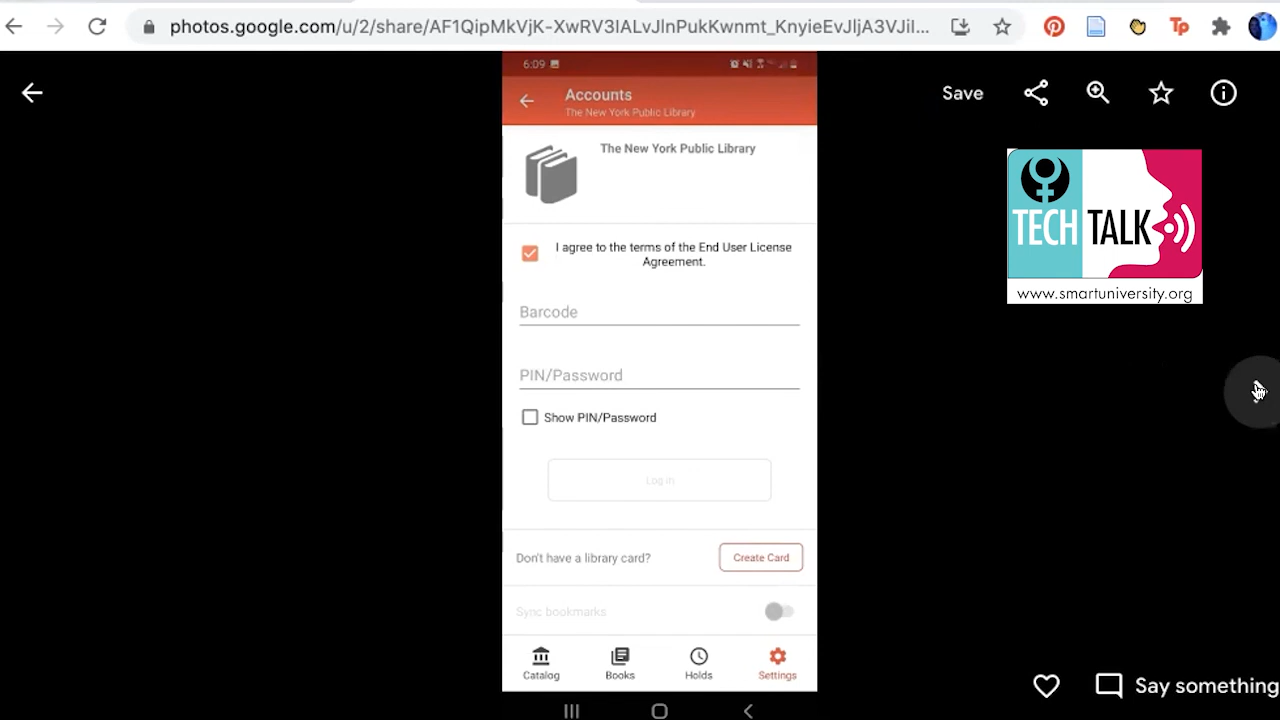 photos.google.com/u/2/share/AF1QipMkVjK-XwRV3IALvJlnPukKwnmt_KnyieEvJljA3VJiI...
Tp
6:09
Accounts
The New York Public Library
Save
The New York Public Library
TECH TALK
www.smartuniversity.org
I agree to the terms of the End User License
Agreement.
Barcode
PIN/Password
Show PIN/Password
Log in
Don't have a library card?
Create Card
Sync bookmarks
Catalog
Books
Holds
Settings
Say something